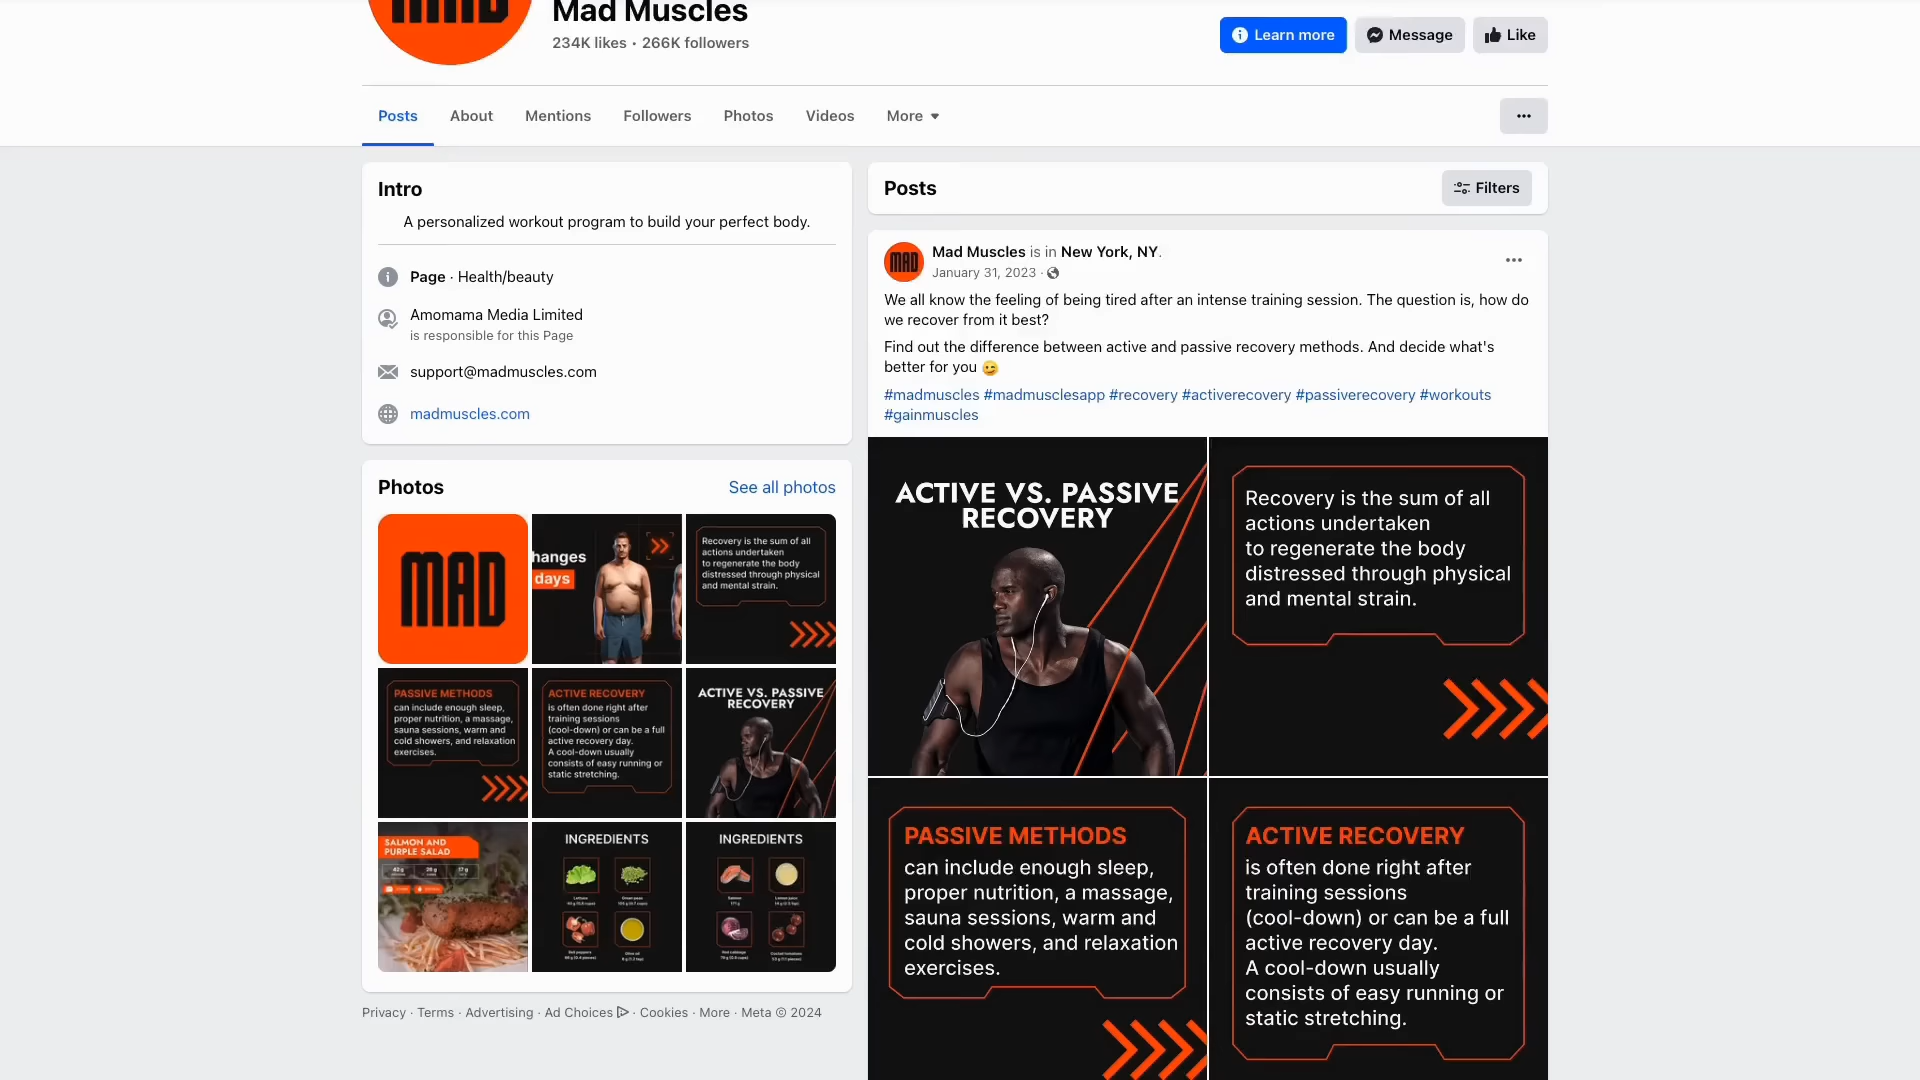 MAD
Mad Muscles
234K likes • 266K followers
Learn more
Message
Like
Posts
About
Mentions
Followers
Photos
Videos
More
Intro
A personalized workout program to build your perfect body.
Page · Health/beauty
Amomama Media Limited
is responsible for this Page
support@madmuscles.com
madmuscles.com
Photos
See all photos
MAD
hanges
days
Recovery is the sum of all
actions undertaken
to regenerate the body
distressed through physical
and mental strain.
PASSIVE METHODS
can include enough sleep,
proper nutrition, a massage,
sauna sessions, warm and
cold showers, and relaxation
exercises.
ACTIVE RECOVERY
is often done right after
training sessions
(cool-down) or can be a full
active recovery day.
A cool-down usually
consists of easy running or
static stretching.
ACTIVE VS. PASSIVE
RECOVERY
SALMON AND
PURPLE SALAD
INGREDIENTS
INGREDIENTS
Privacy · Terms · Advertising · Ad Choices · Cookies · More · Meta © 2024
Posts
Filters
MAD
Mad Muscles is in New York, NY.
January 31, 2023 ·
We all know the feeling of being tired after an intense training session. The question is, how do
we recover from it best?
Find out the difference between active and passive recovery methods. And decide what's
better for you
#madmuscles #madmusclesapp #recovery #activerecovery #passiverecovery #workouts
#gainmuscles
ACTIVE VS. PASSIVE
RECOVERY
Recovery is the sum of all
actions undertaken
to regenerate the body
distressed through physical
and mental strain.
PASSIVE METHODS
can include enough sleep,
proper nutrition, a massage,
sauna sessions, warm and
cold showers, and relaxation
exercises.
ACTIVE RECOVERY
is often done right after
training sessions
(cool-down) or can be a full
active recovery day.
A cool-down usually
consists of easy running or
static stretching.